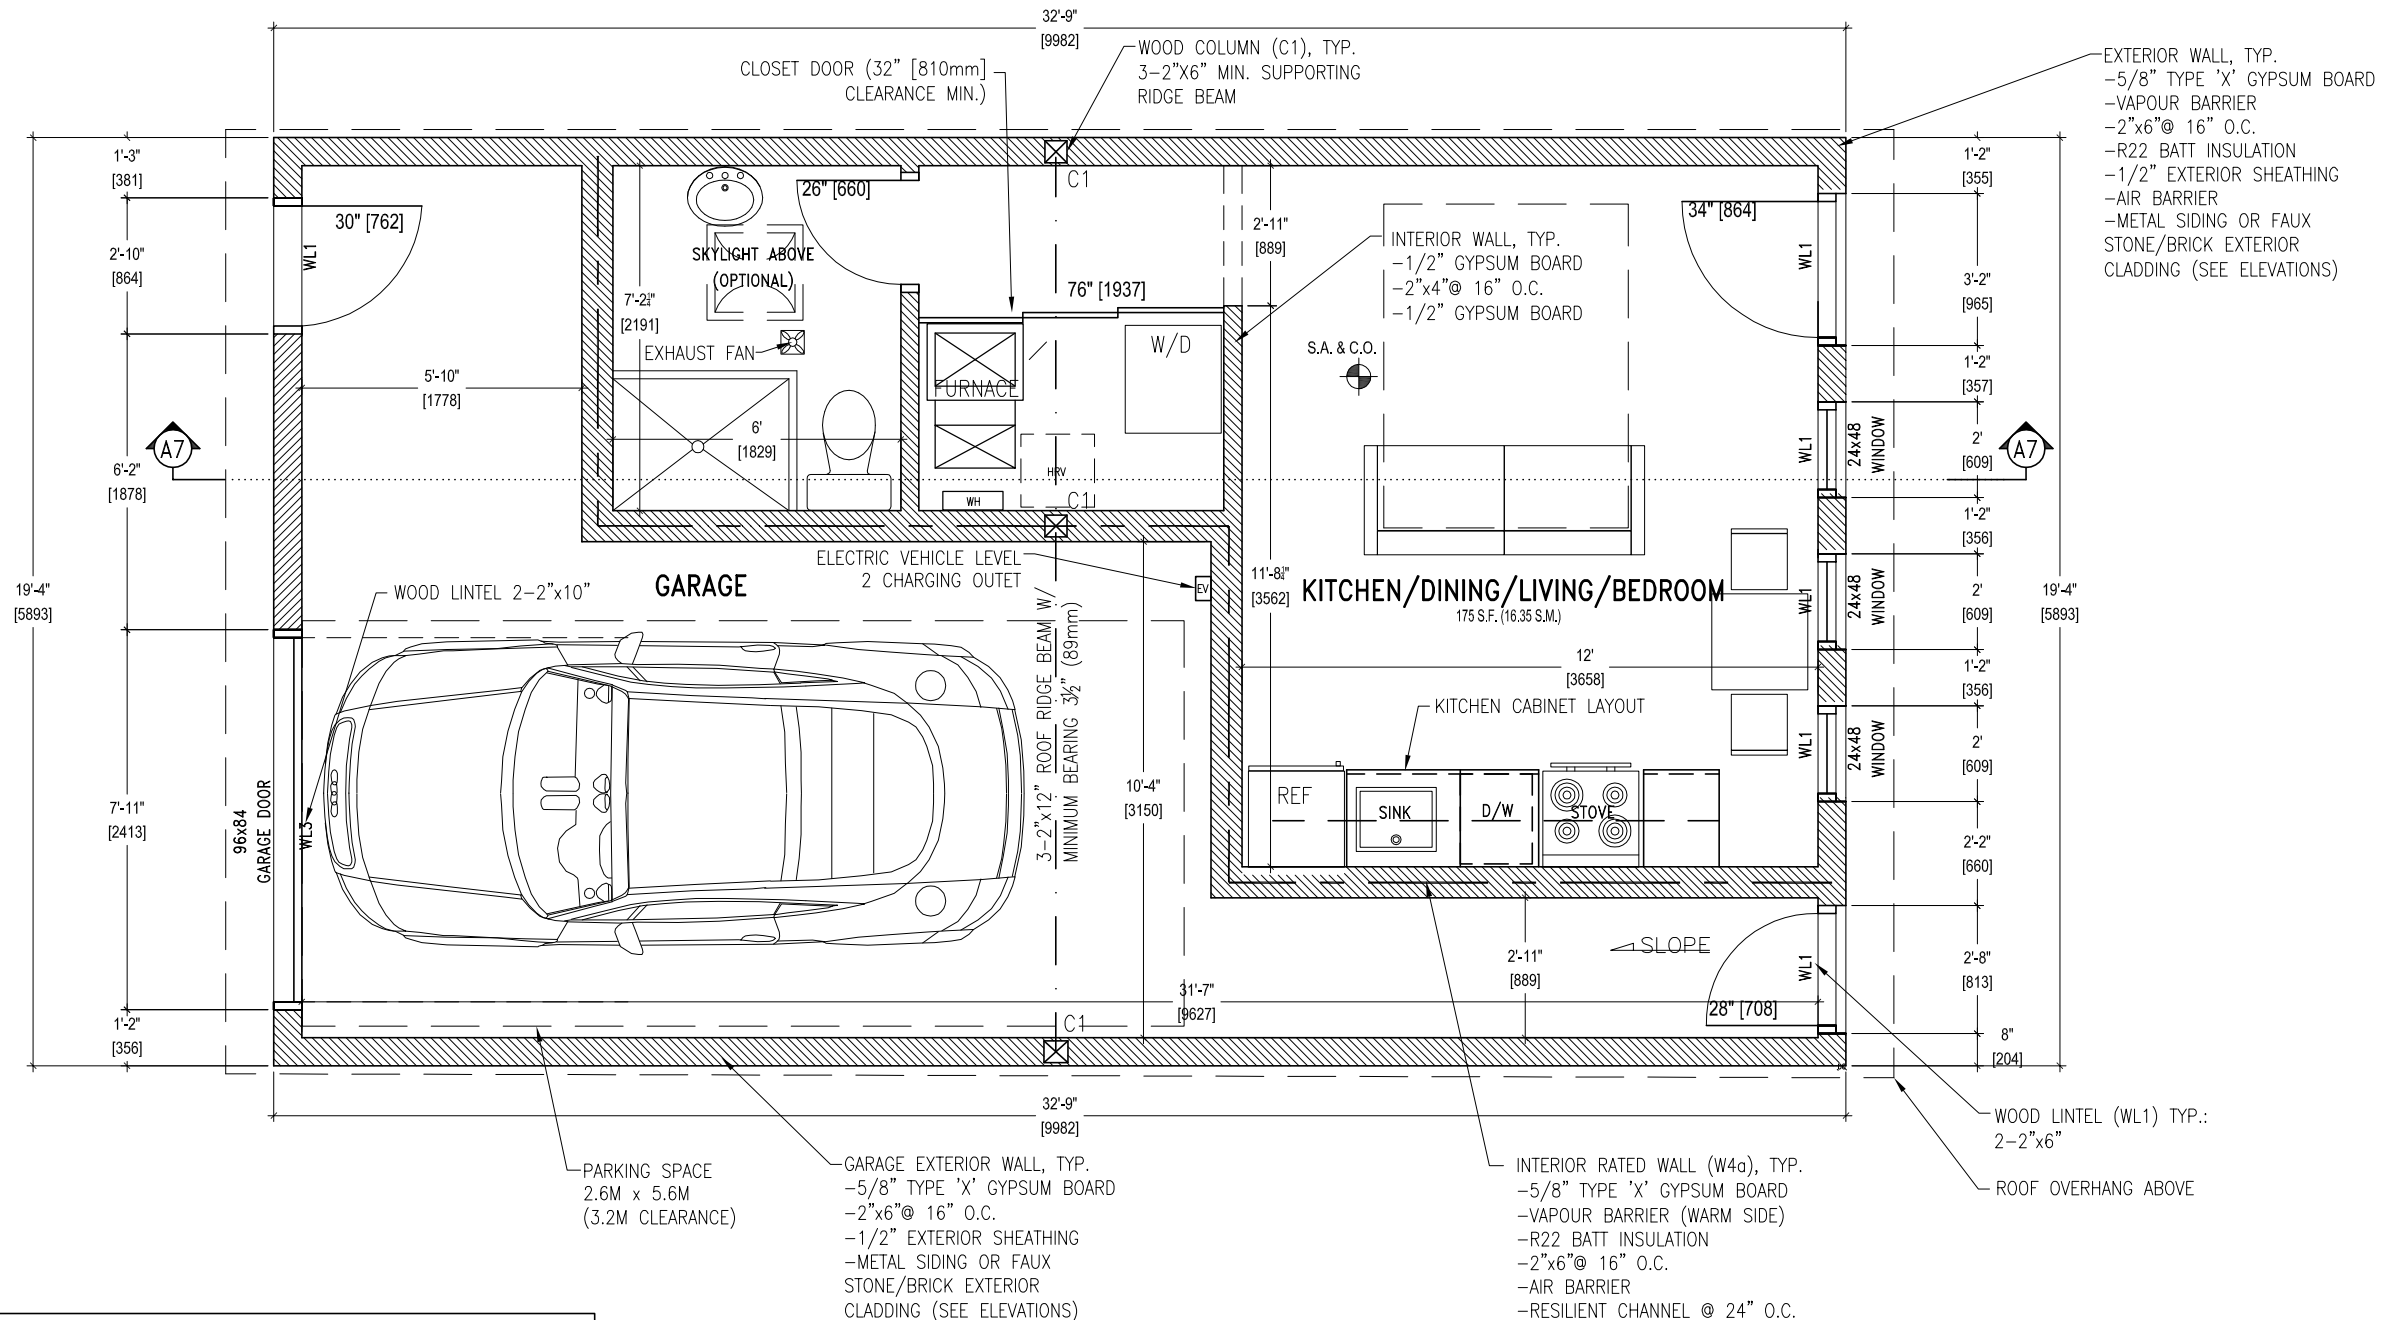 32'-9"
[9982]
CLOSET DOOR (32" [810mm]
CLEARANCE MIN.)
WOOD COLUMN (C1), TYP.
3-2"X6" MIN. SUPPORTING
RIDGE BEAM
EXTERIOR WALL, TYP.
-5/8" TYPE 'X' GYPSUM BOARD
-VAPOUR BARRIER
-2"x6"@ 16" O.C.
-R22 BATT INSULATION
-1/2" EXTERIOR SHEATHING
-AIR BARRIER
-METAL SIDING OR FAUX
STONE/BRICK EXTERIOR
CLADDING (SEE ELEVATIONS)
19'-4"
[5893]
1'-3"
[381]
2'-10"
[864]
6'-2"
[1878]
7'-11"
[2413]
1'-2"
[356]
A7
30" [762]
WL1
5'-10"
[1778]
26" [660]
SKYLIGHT ABOVE
(OPTIONAL)
7'-2¾"
[2191]
EXHAUST FAN
6'
[1829]
C1
76" [1937]
FURNACE
W/D
HRV
WH
C1
2'-11"
[889]
INTERIOR WALL, TYP.
-1/2" GYPSUM BOARD
-2"x4"@ 16" O.C.
-1/2" GYPSUM BOARD
S.A. & C.O.
34" [864]
WL1
1'-2"
[355]
3'-2"
[965]
1'-2"
[357]
2'
[609]
1'-2"
[356]
2'
[609]
1'-2"
[356]
2'
[609]
2'-2"
[660]
2'-8"
[813]
8"
[204]
19'-4"
[5893]
A7
WL1
24x48
WINDOW
WL1
24x48
WINDOW
WL1
24x48
WINDOW
WOOD LINTEL 2-2"x10"
GARAGE
ELECTRIC VEHICLE LEVEL
2 CHARGING OUTET
EV
11'-8¾"
[3562]
KITCHEN/DINING/LIVING/BEDROOM
175 S.F. (16.35 S.M.)
12'
[3658]
KITCHEN CABINET LAYOUT
REF
SINK
D/W
STOVE
96x84
GARAGE DOOR
WL3
3-2"x12" ROOF RIDGE BEAM W/
MINIMUM BEARING 3½" (89mm)
10'-4"
[3150]
2'-11"
[889]
SLOPE
WL1
28" [708]
31'-7"
[9627]
C1
32'-9"
[9982]
PARKING SPACE
2.6M x 5.6M
(3.2M CLEARANCE)
GARAGE EXTERIOR WALL, TYP.
-5/8" TYPE 'X' GYPSUM BOARD
-2"x6"@ 16" O.C.
-1/2" EXTERIOR SHEATHING
-METAL SIDING OR FAUX
STONE/BRICK EXTERIOR
CLADDING (SEE ELEVATIONS)
INTERIOR RATED WALL (W4a), TYP.
-5/8" TYPE 'X' GYPSUM BOARD
-VAPOUR BARRIER (WARM SIDE)
-R22 BATT INSULATION
-2"x6"@ 16" O.C.
-AIR BARRIER
-RESILIENT CHANNEL @ 24" O.C.
WOOD LINTEL (WL1) TYP.:
2-2"x6"
ROOF OVERHANG ABOVE